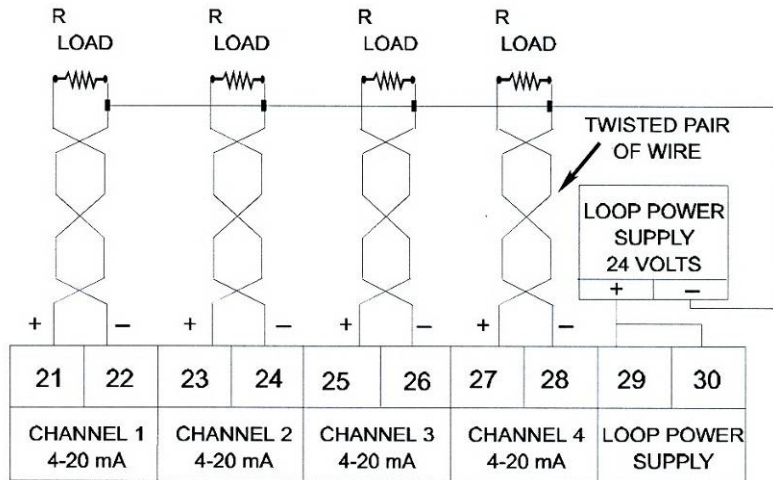 R R R R
LOAD LOAD LOAD LOAD
TWISTED PAIR
OF WIRE
LOOP POWER
SUPPLY
24 VOLTS
+ −
+ − + − + − + −
21 22 23 24 25 26 27 28 29 30
CHANNEL 1 CHANNEL 2 CHANNEL 3 CHANNEL 4 LOOP POWER
4-20 mA 4-20 mA 4-20 mA 4-20 mA SUPPLY